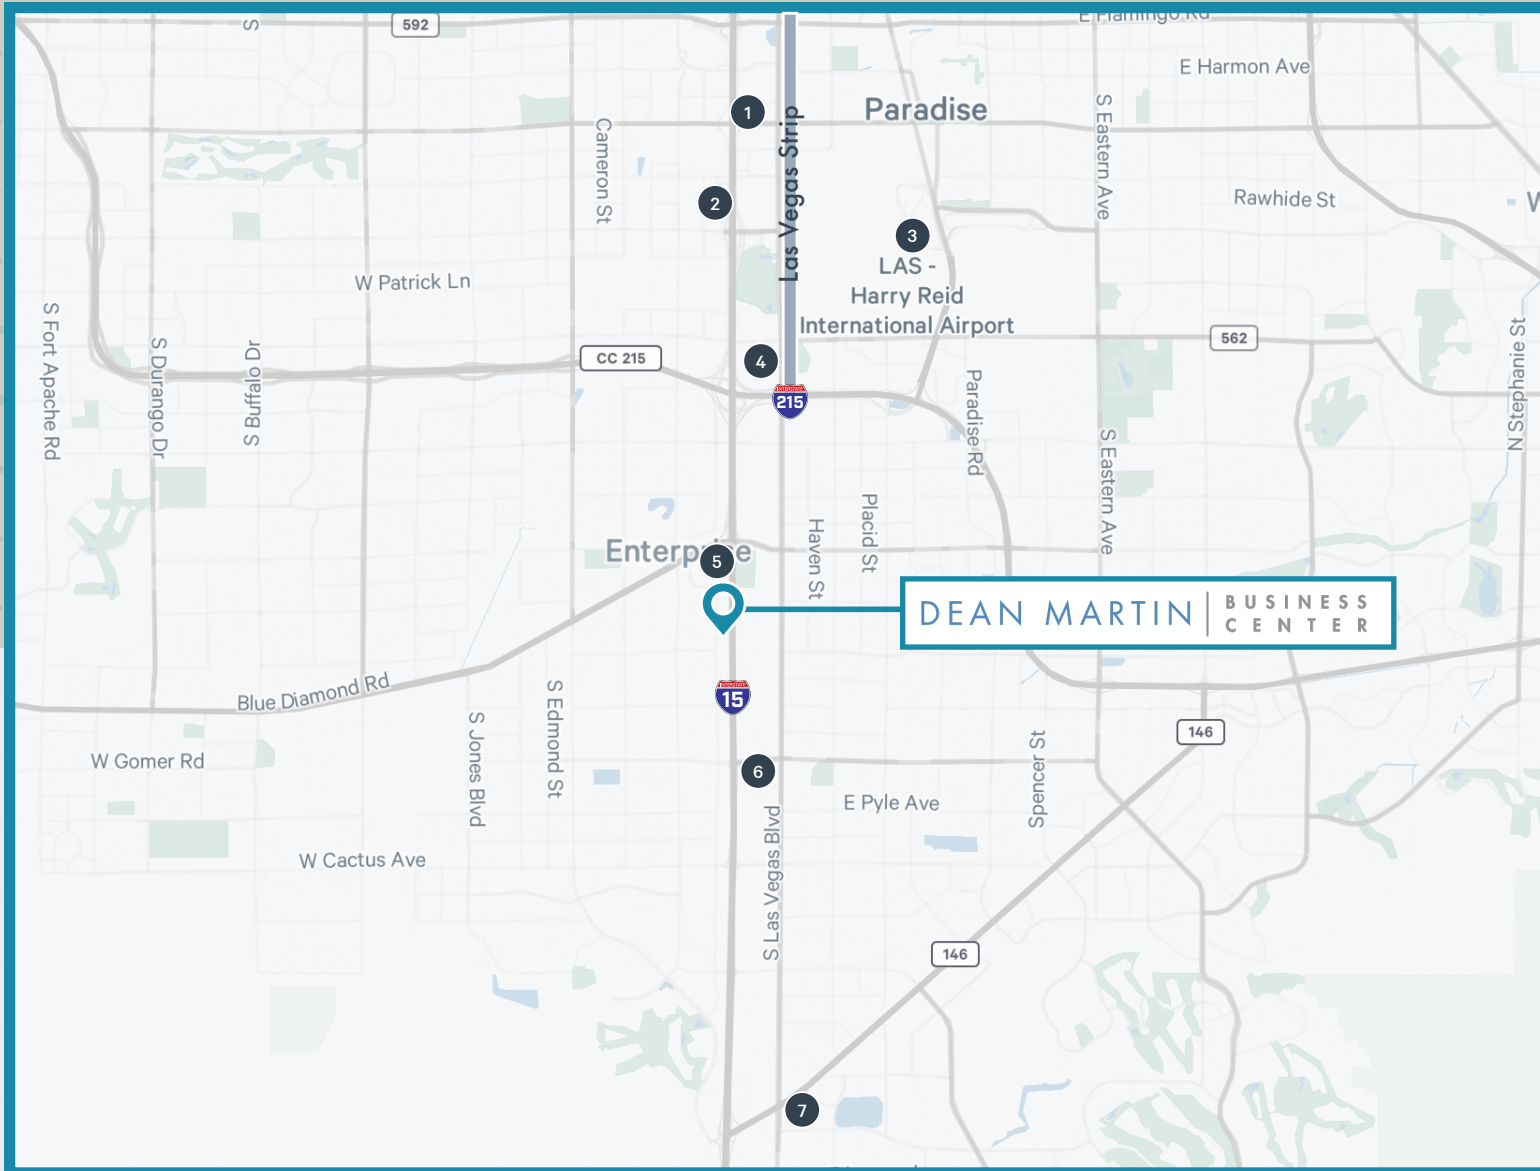 S
592
E Flamingo Rd
E Harmon Ave
1
Paradise
Las Vegas Strip
Cameron St
S Eastern Ave
2
Rawhide St
W
3
LAS -
Harry Reid
International Airport
W Patrick Ln
S Fort Apache Rd
S Durango Dr
S Buffalo Dr
CC 215
4
562
N Stephanie St
INTERSTATE
215
Paradise Rd
S Eastern Ave
Placid St
Haven St
Enterprise
5
DEAN MARTIN
BUSINESS
CENTER
INTERSTATE
15
Blue Diamond Rd
S Edmond St
S Jones Blvd
146
W Gomer Rd
6
Spencer St
E Pyle Ave
S Las Vegas Blvd
W Cactus Ave
146
7